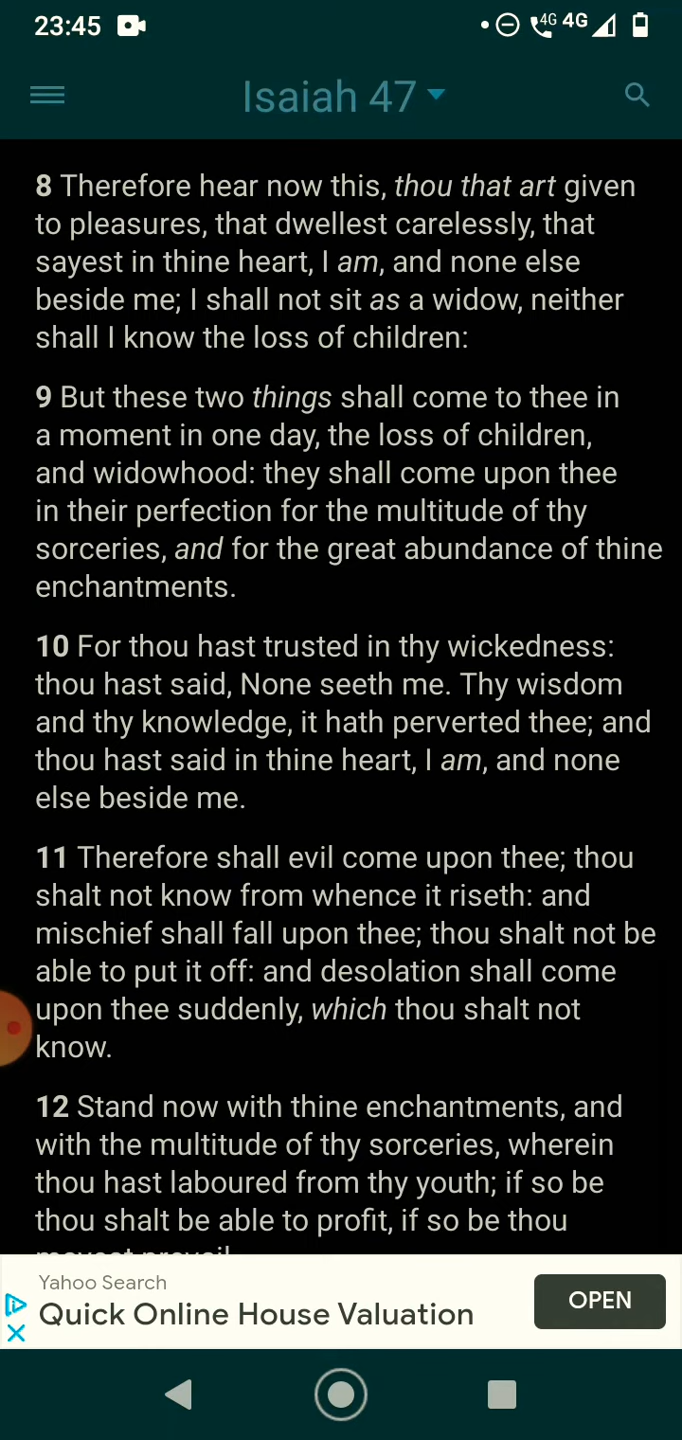 23:45
4G 4G
Isaiah 47
8 Therefore hear now this, thou that art given
to pleasures, that dwellest carelessly, that
sayest in thine heart, I am, and none else
beside me; I shall not sit as a widow, neither
shall I know the loss of children:
9 But these two things shall come to thee in
a moment in one day, the loss of children,
and widowhood: they shall come upon thee
in their perfection for the multitude of thy
sorceries, and for the great abundance of thine
enchantments.
10 For thou hast trusted in thy wickedness:
thou hast said, None seeth me. Thy wisdom
and thy knowledge, it hath perverted thee; and
thou hast said in thine heart, I am, and none
else beside me.
11 Therefore shall evil come upon thee; thou
shalt not know from whence it riseth: and
mischief shall fall upon thee; thou shalt not be
able to put it off: and desolation shall come
upon thee suddenly, which thou shalt not
know.
12 Stand now with thine enchantments, and
with the multitude of thy sorceries, wherein
thou hast laboured from thy youth; if so be
thou shalt be able to profit, if so be thou
Yahoo Search
Quick Online House Valuation
OPEN